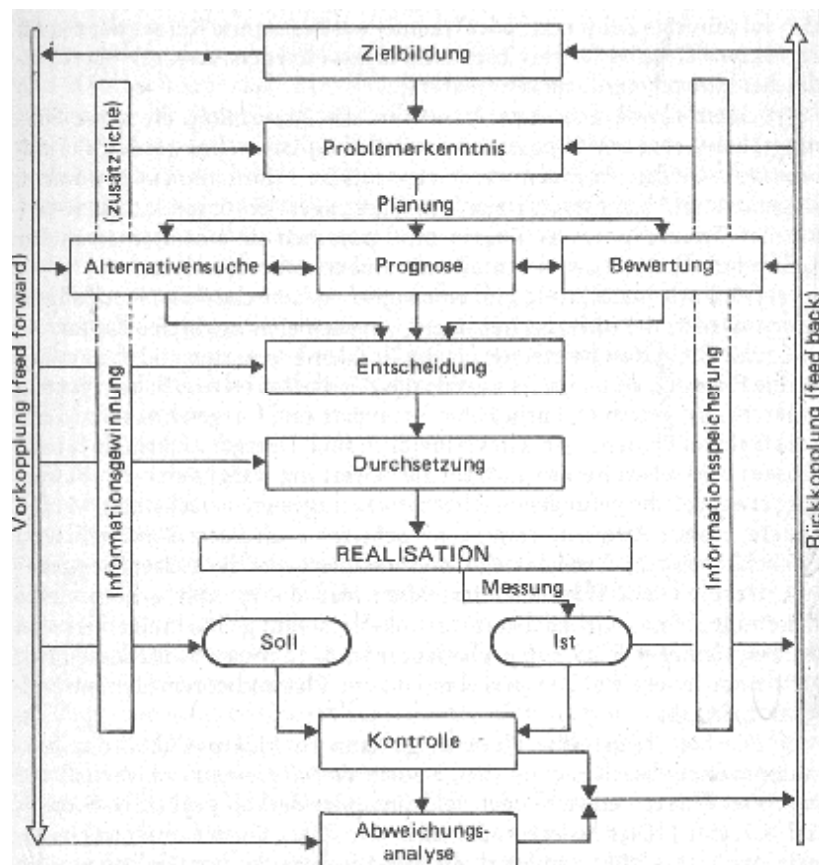 Zielbildung
(zusätzliche)
Problemerkenntnis
Planung
Alternativensuche
Prognose
Bewertung
Vorkopplung (feed forward)
Informationsgewinnung
Informationsspeicherung
Rückkopplung (feed back)
Entscheidung
Durchsetzung
REALISATION
Messung
Soll
Ist
Kontrolle
Abweichungs-
analyse